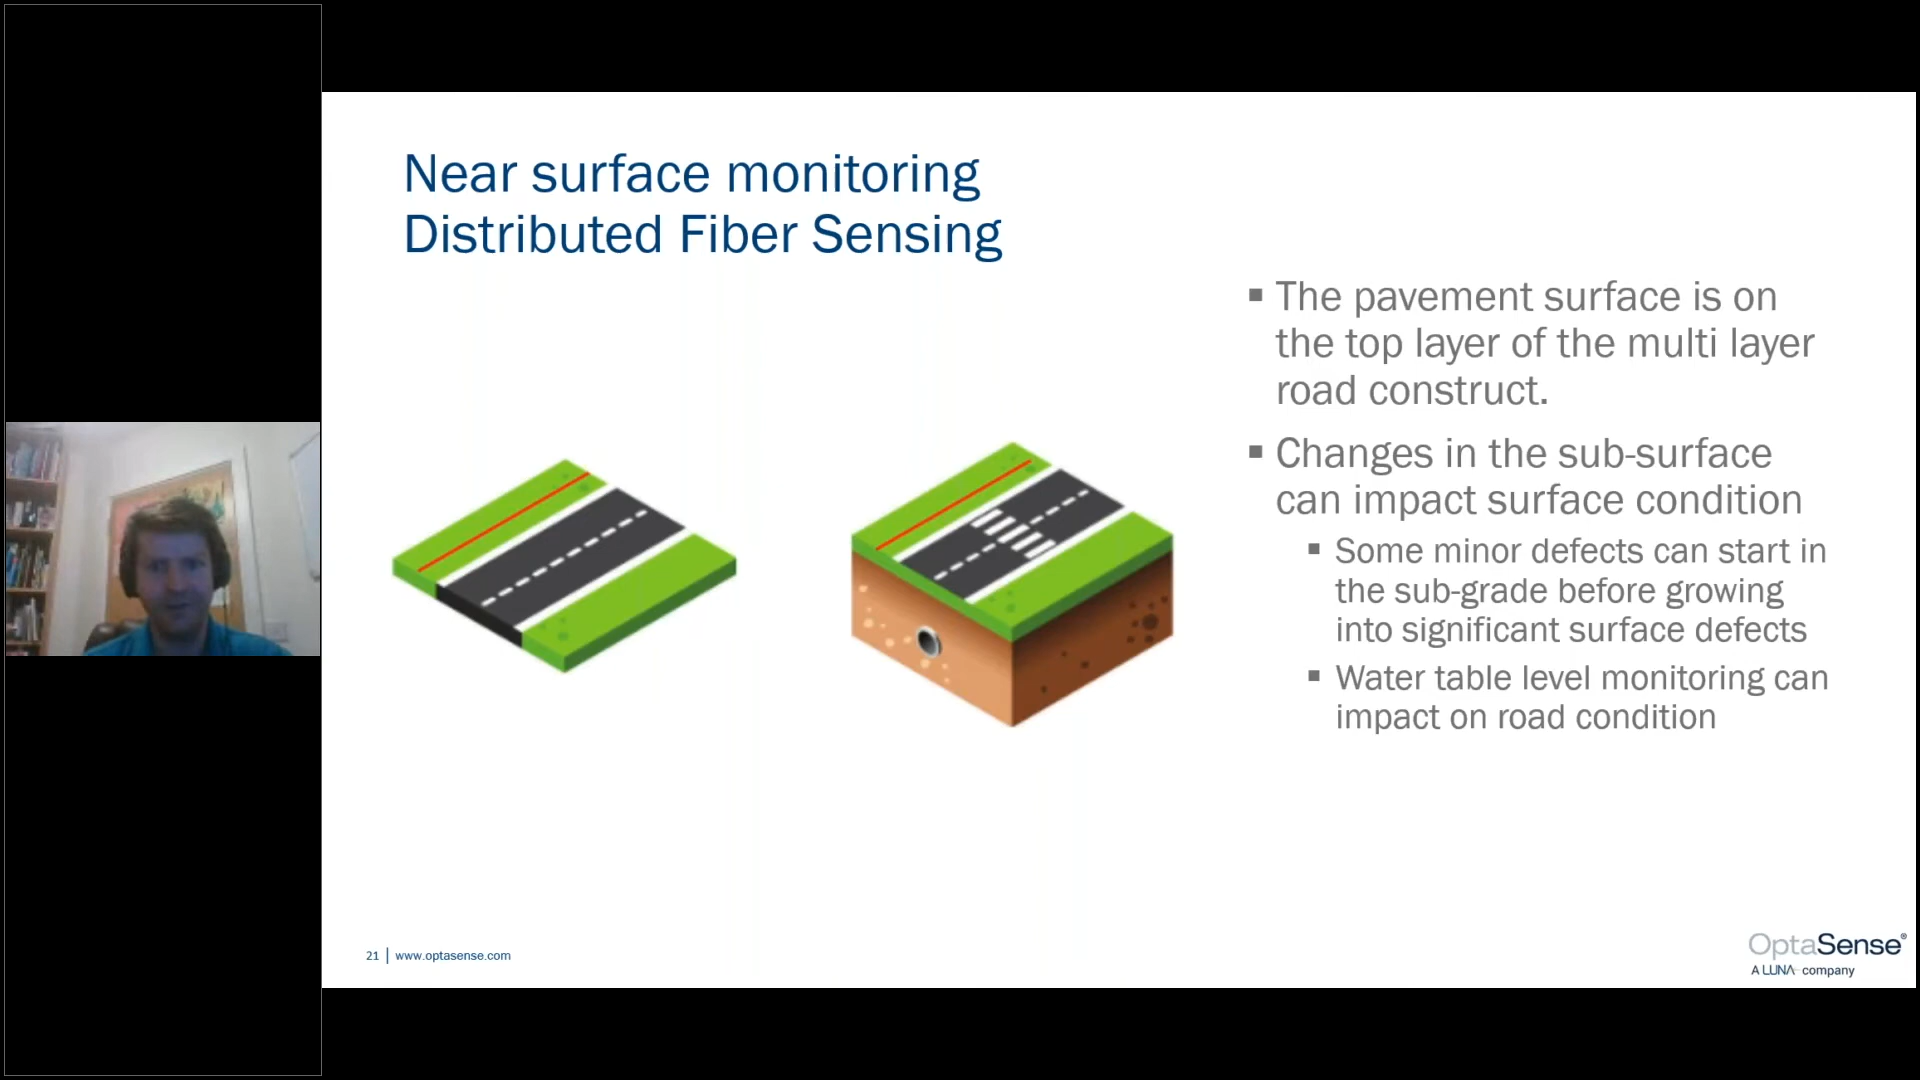 Near surface monitoring
Distributed Fiber Sensing
The pavement surface is on
the top layer of the multi layer
road construct.
Changes in the sub-surface
can impact surface condition
Some minor defects can start in
the sub-grade before growing
into significant surface defects
Water table level monitoring can
impact on road condition
21 | www.optasense.com
OptaSense®
A LUNA company